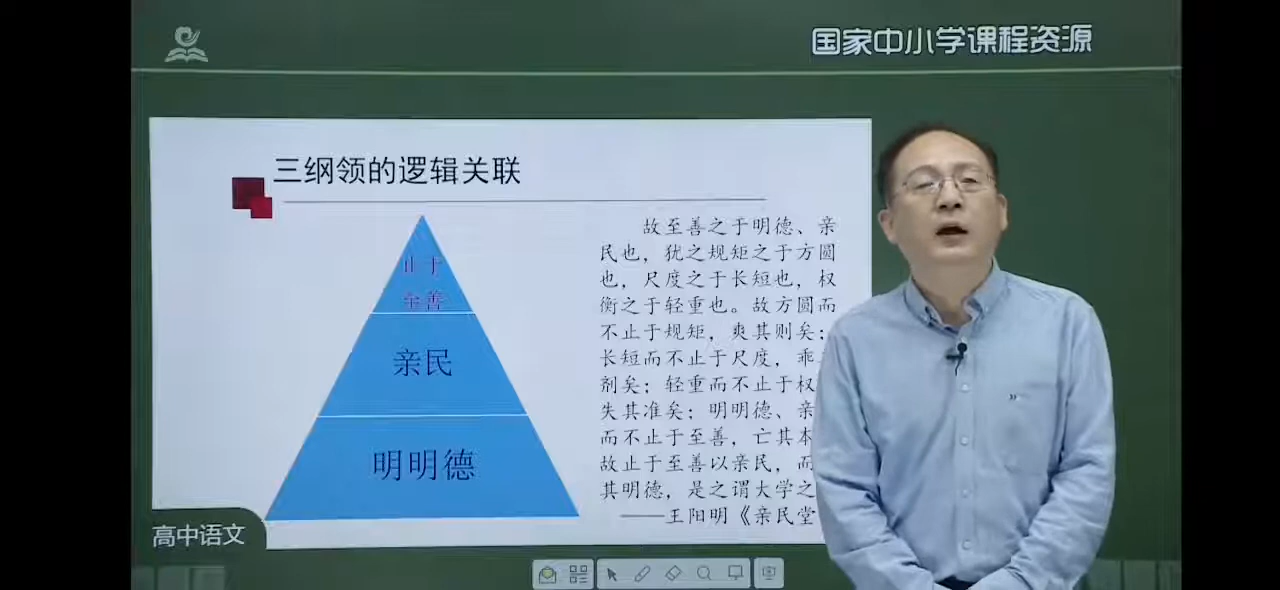 国家中小学课程资源
三纲领的逻辑关联
止于
至善
亲民
明明德
故至善之于明德、亲
民也，犹之规矩之于方圆
也，尺度之于长短也，权
衡之于轻重也。故方圆而
不止于规矩，爽其则矣；
长短而不止于尺度，乖
剂矣；轻重而不止于权
失其准矣；明明德、亲
而不止于至善，亡其本
故止于至善以亲民，而
其明德，是之谓大学之
——王阳明《亲民堂
高中语文